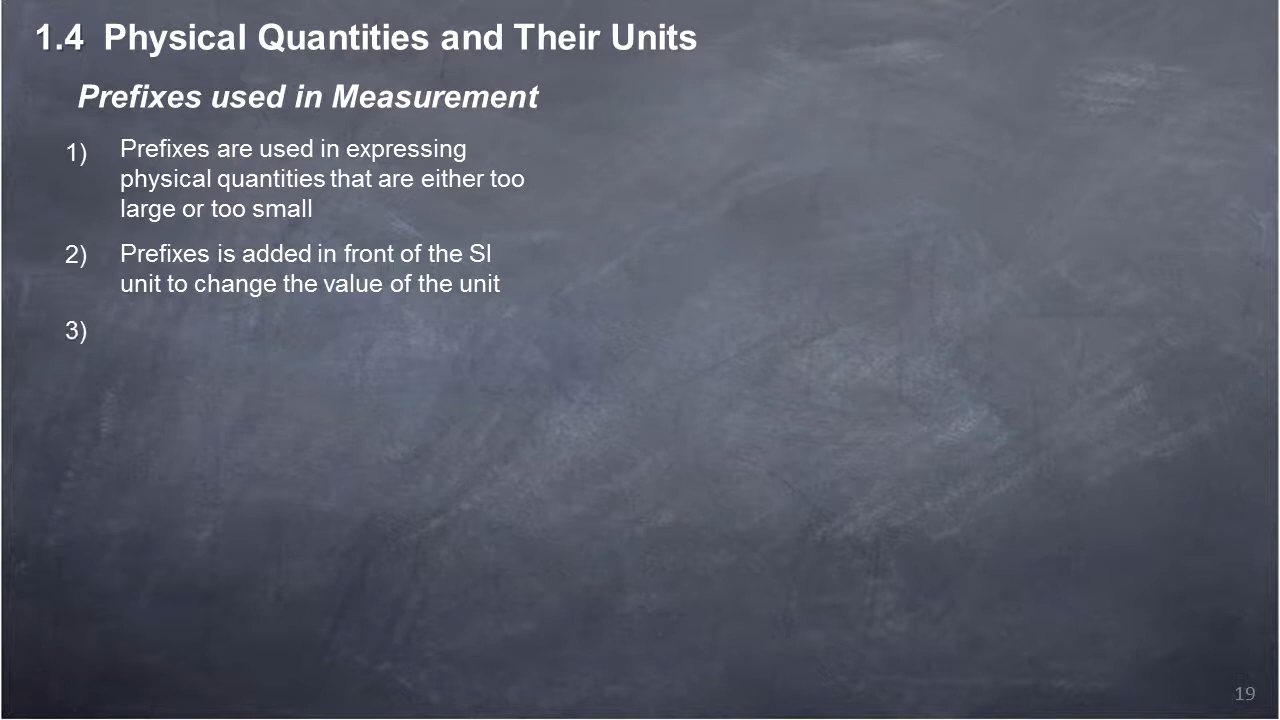 1.4 Physical Quantities and Their Units
Prefixes used in Measurement
1) Prefixes are used in expressing
physical quantities that are either too
large or too small
2) Prefixes is added in front of the SI
unit to change the value of the unit
3)
19